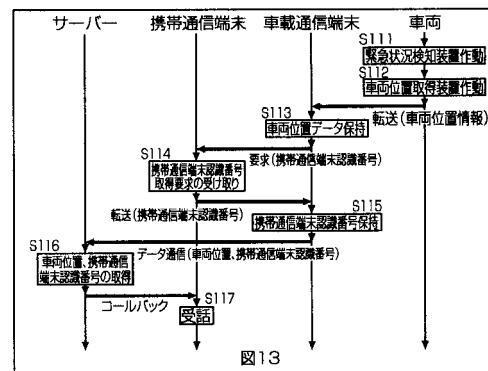 サーバー 携帯通信端末 車載通信端末 車両
S111
緊急状況検知装置作動
S112
車両位置取得装置作動
転送(車両位置情報)
S113
車両位置データ保持
要求(携帯通信端末認識番号)
S114
携帯通信端末認識番号
取得要求の受け取り
転送(携帯通信端末認識番号)
S115
携帯通信端末認識番号保持
データ通信(車両位置、携帯通信端末認識番号)
S116
車両位置、携帯通信
端末認識番号の取得
コールバック
S117
受話
図13